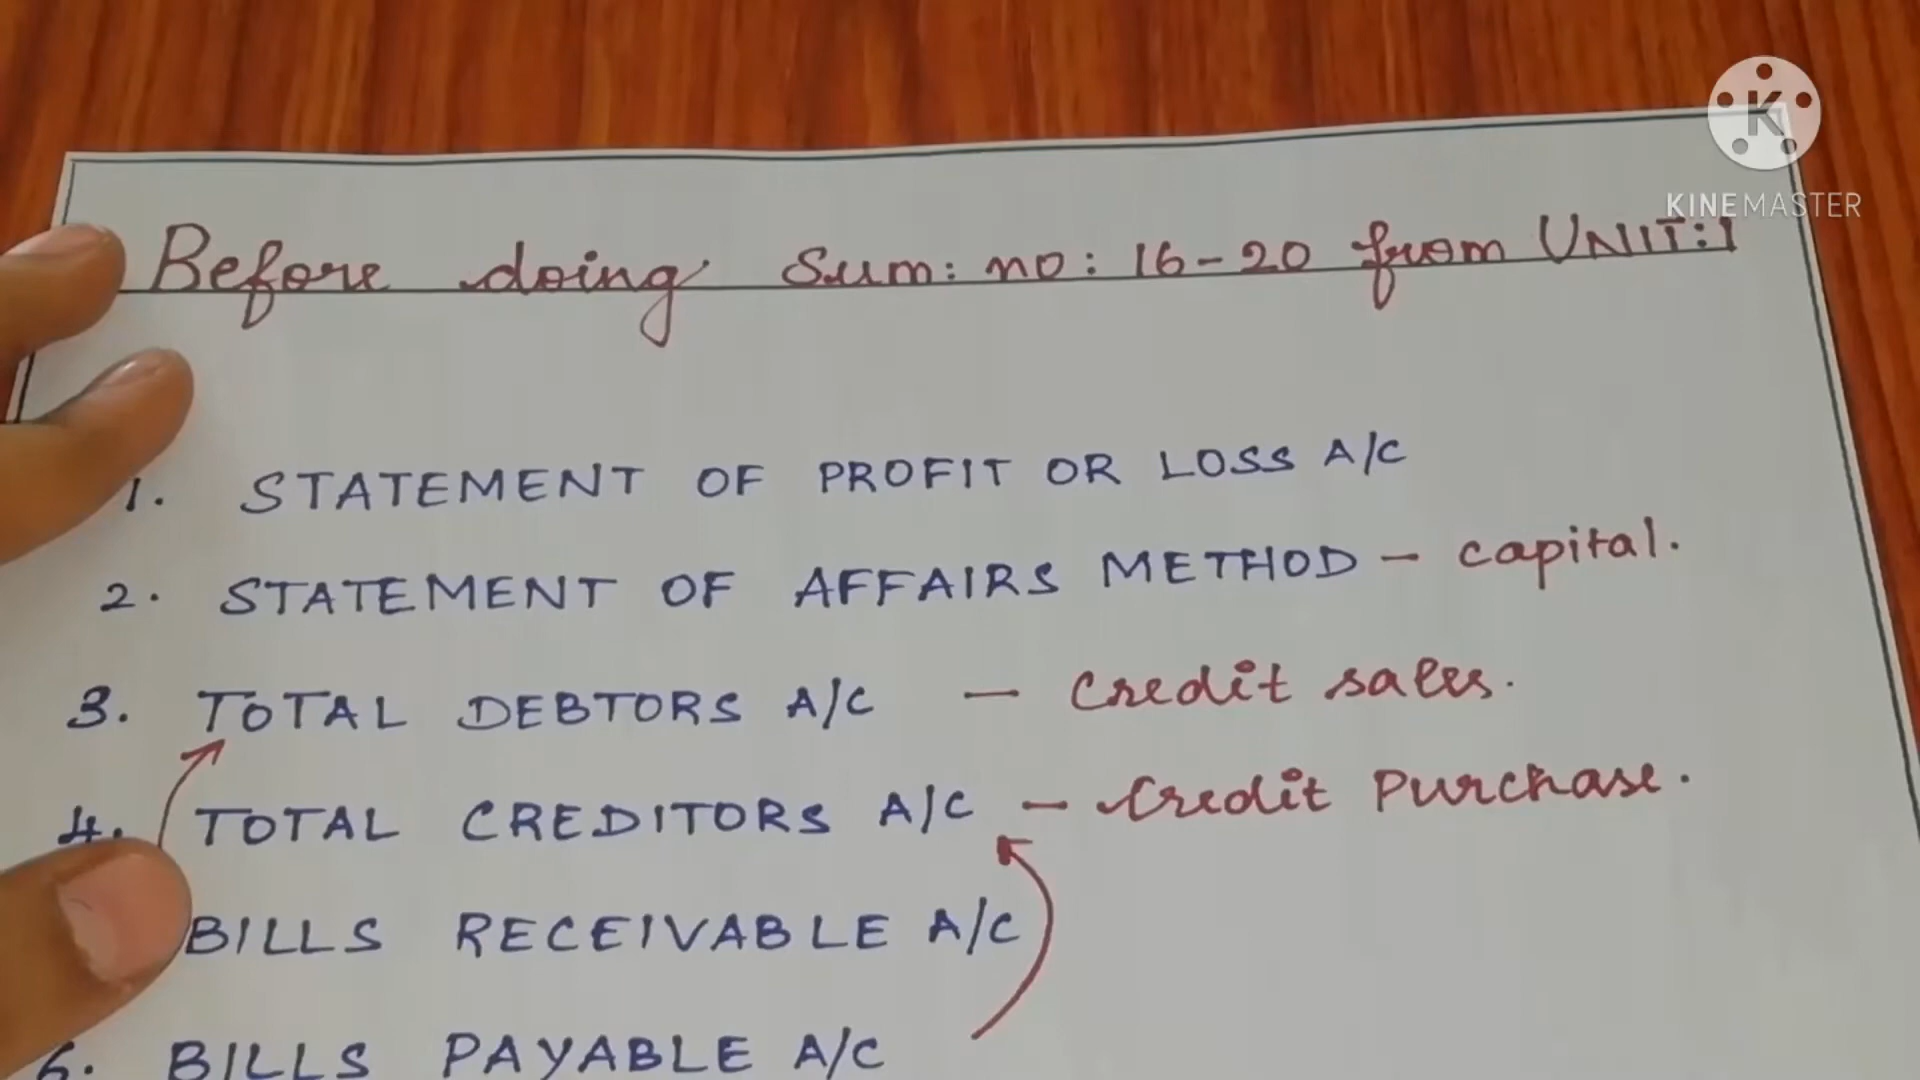 K
KINEMASTER
Before doing Sum: no: 16-20 from UNIT:1
1. STATEMENT OF PROFIT OR LOSS A/C
2. STATEMENT OF AFFAIRS METHOD - capital.
3. TOTAL DEBTORS A/C - Credit sales.
4. TOTAL CREDITORS A/C - Credit Purchase.
BILLS RECEIVABLE A/C
6. BILLS PAYABLE A/C